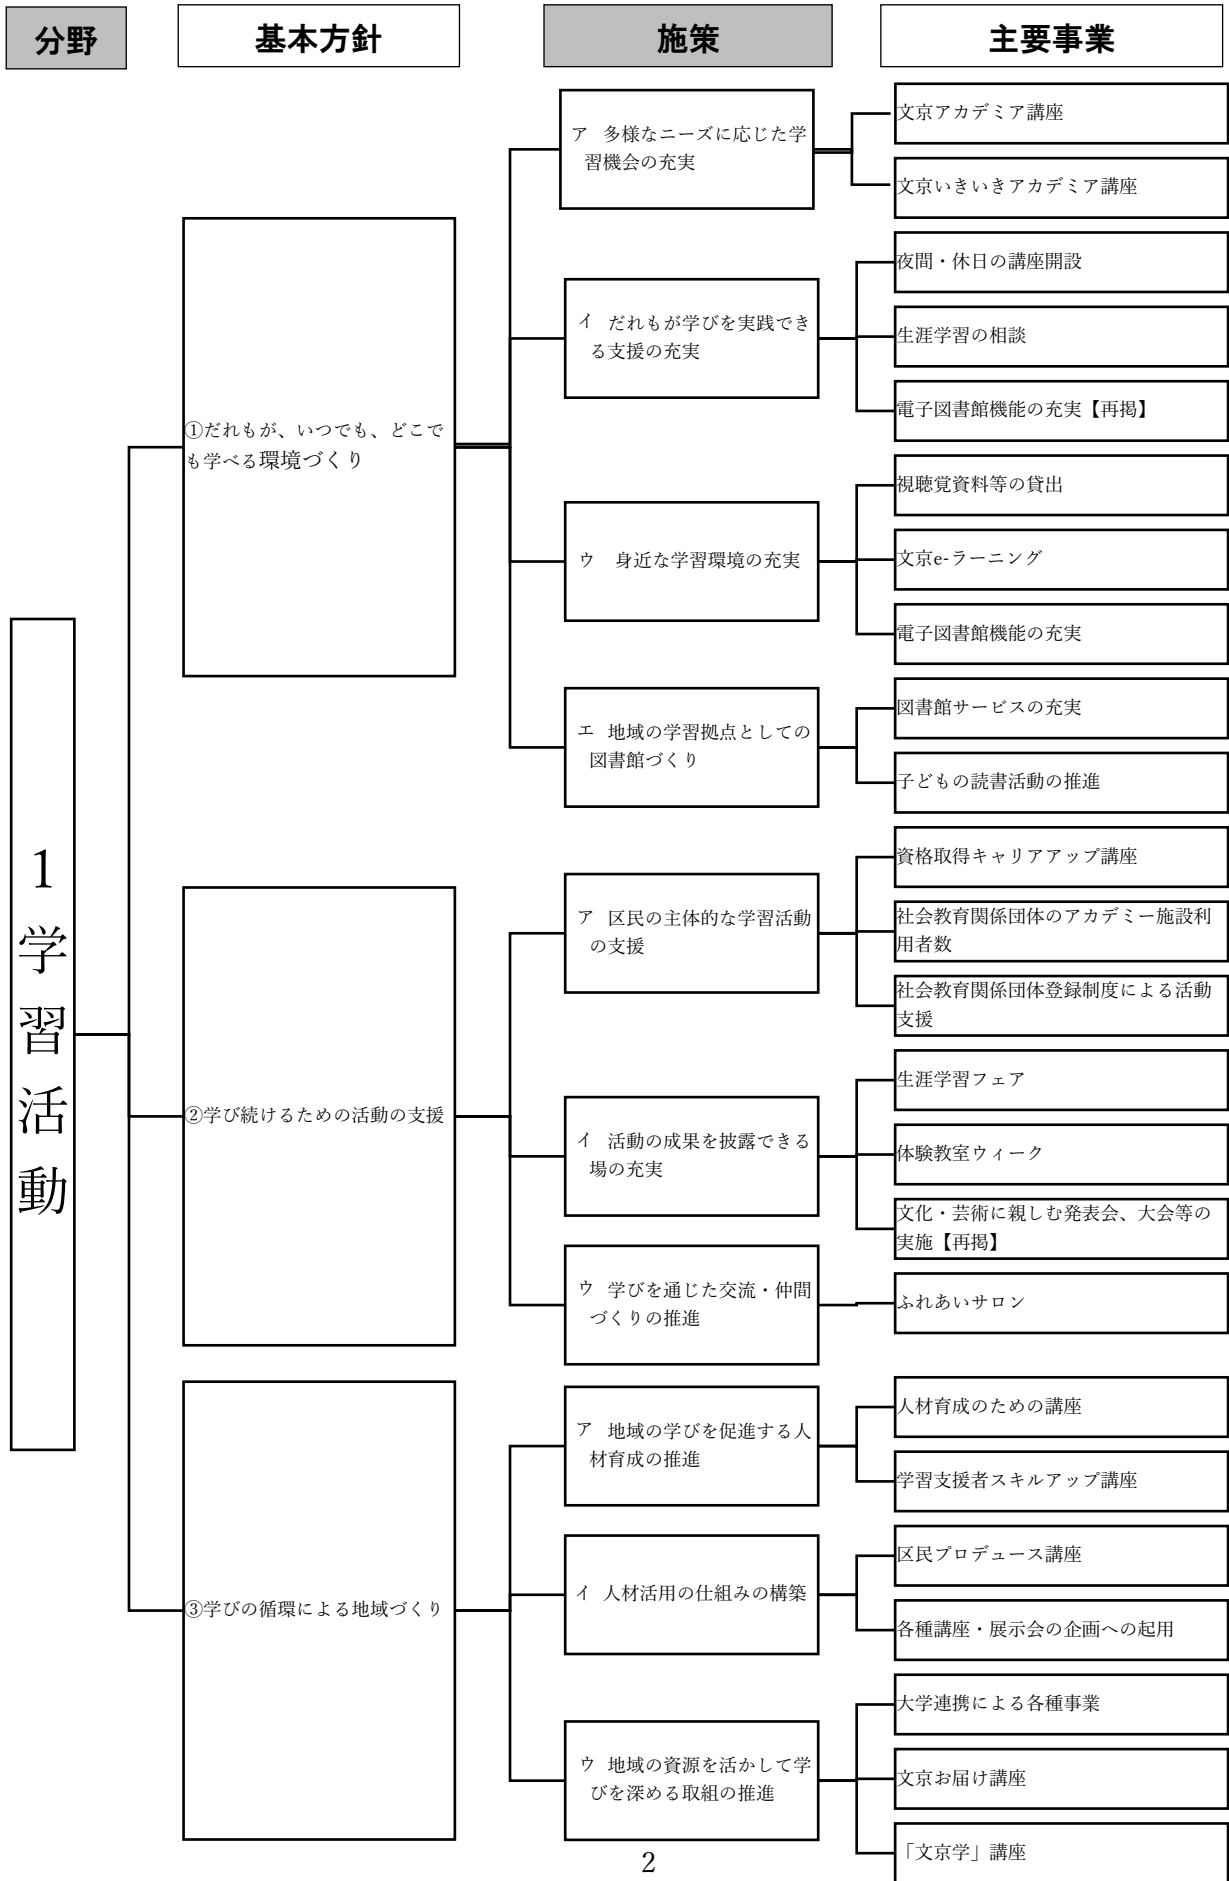 分野
基本方針
施策
主要事業
1
学
習
活
動
①だれもが、いつでも、どこで
も学べる環境づくり
ア 多様なニーズに応じた学
習機会の充実
文京アカデミア講座
文京いきいきアカデミア講座
イ だれもが学びを実践でき
る支援の充実
夜間・休日の講座開設
生涯学習の相談
電子図書館機能の充実【再掲】
ウ 身近な学習環境の充実
視聴覚資料等の貸出
文京e-ラーニング
電子図書館機能の充実
エ 地域の学習拠点としての
図書館づくり
図書館サービスの充実
子どもの読書活動の推進
②学び続けるための活動の支援
ア 区民の主体的な学習活動
の支援
資格取得キャリアアップ講座
社会教育関係団体のアカデミー施設利
用者数
社会教育関係団体登録制度による活動
支援
イ 活動の成果を披露できる
場の充実
生涯学習フェア
体験教室ウィーク
文化・芸術に親しむ発表会、大会等の
実施【再掲】
ウ 学びを通じた交流・仲間
づくりの推進
ふれあいサロン
③学びの循環による地域づくり
ア 地域の学びを促進する人
材育成の推進
人材育成のための講座
学習支援者スキルアップ講座
イ 人材活用の仕組みの構築
区民プロデュース講座
各種講座・展示会の企画への起用
ウ 地域の資源を活かして学
びを深める取組の推進
大学連携による各種事業
文京お届け講座
「文京学」講座
2